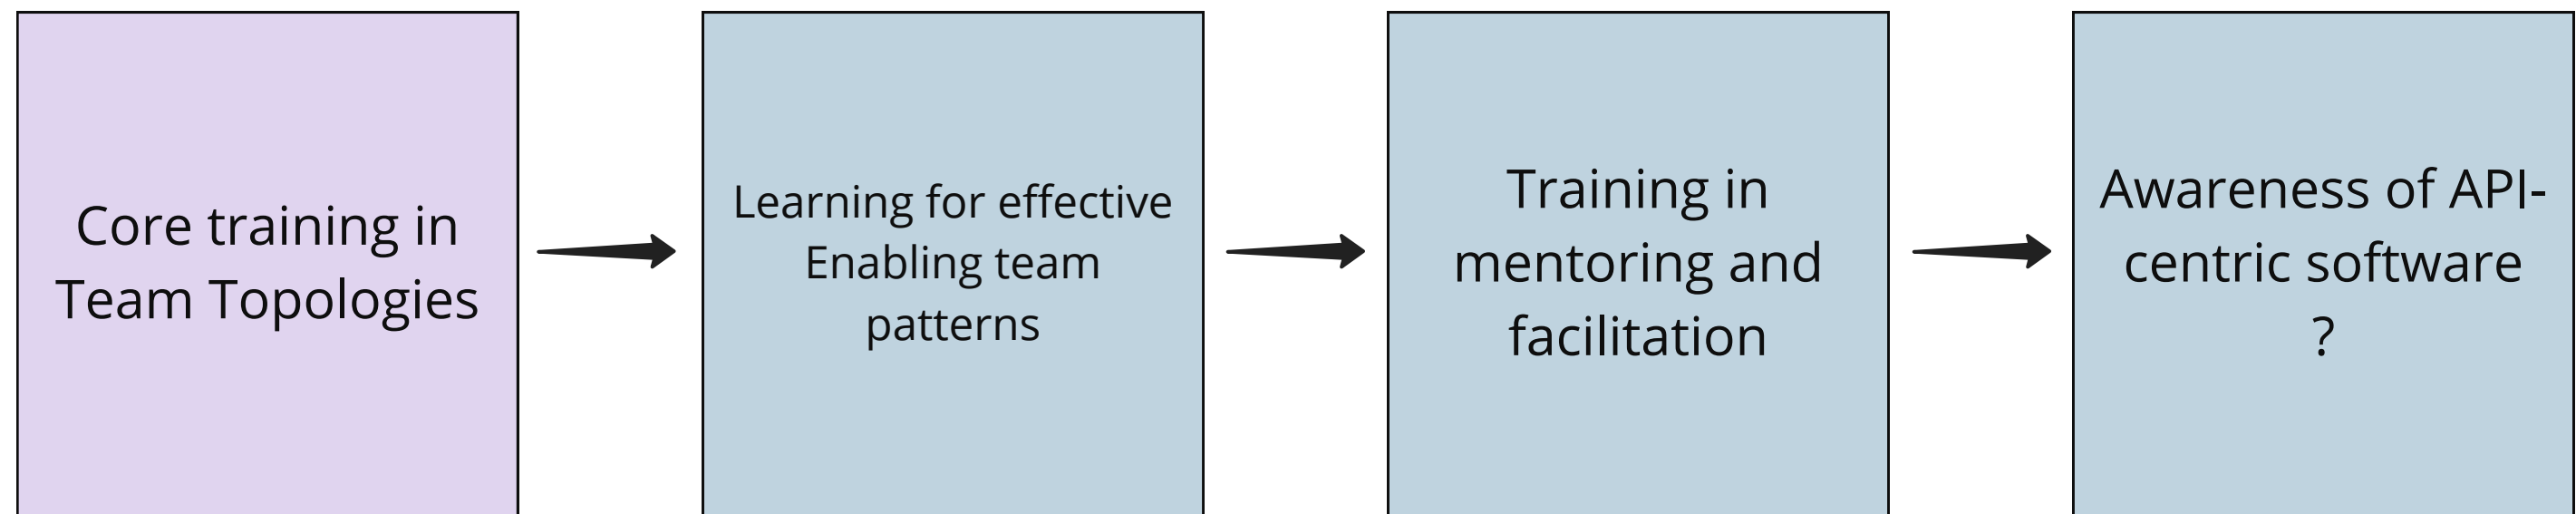 Core training in
Team Topologies
Learning for effective
Enabling team
patterns
Training in
mentoring and
facilitation
Awareness of API-
centric software
?